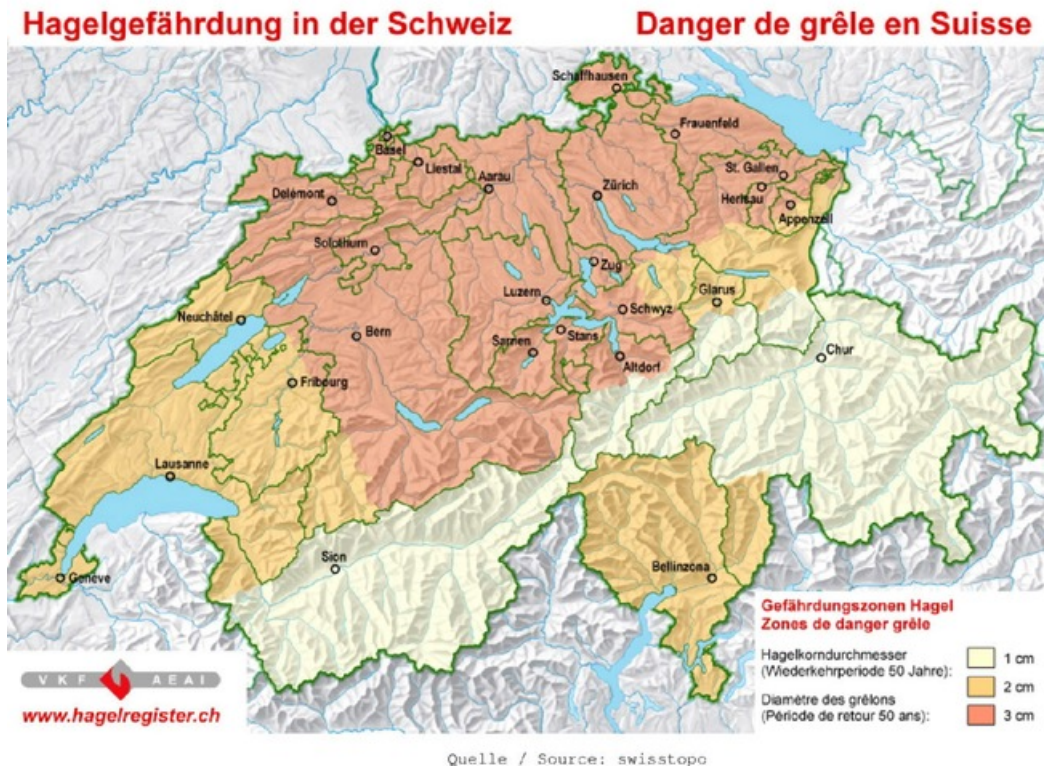 Hagelgefährdung in der Schweiz
Danger de grêle en Suisse
Schaffhausen
Frauenfeld
Basel
Liestal
Aarau
St. Gallen
Zürich
Herisau
Delémont
Appenzell
Solothurn
Zug
Luzern
Glarus
Schwyz
Neuchâtel
Stans
Bern
Sarnen
Chur
Altdorf
Fribourg
Lausanne
Sion
Genève
Bellinzona
Gefährdungszonen Hagel
Zones de danger grêle
Hagelkorndurchmesser
(Wiederkehrperiode 50 Jahre):
1 cm
2 cm
Diamètre des grêlons
(Période de retour 50 ans):
3 cm
VKF AEAI
www.hagelregister.ch
Quelle / Source: swisstopo